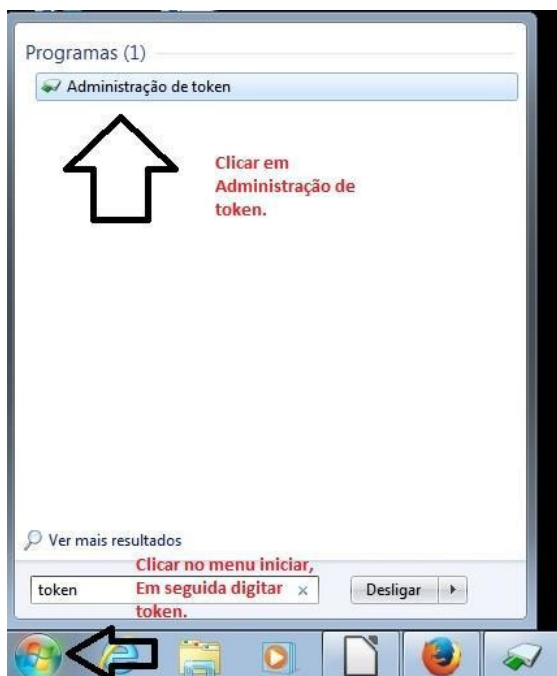 Programas (1)
Administração de token
Clicar em
Administração de
token.
Ver mais resultados
Clicar no menu iniciar,
Em seguida digitar
token.
token
Desligar